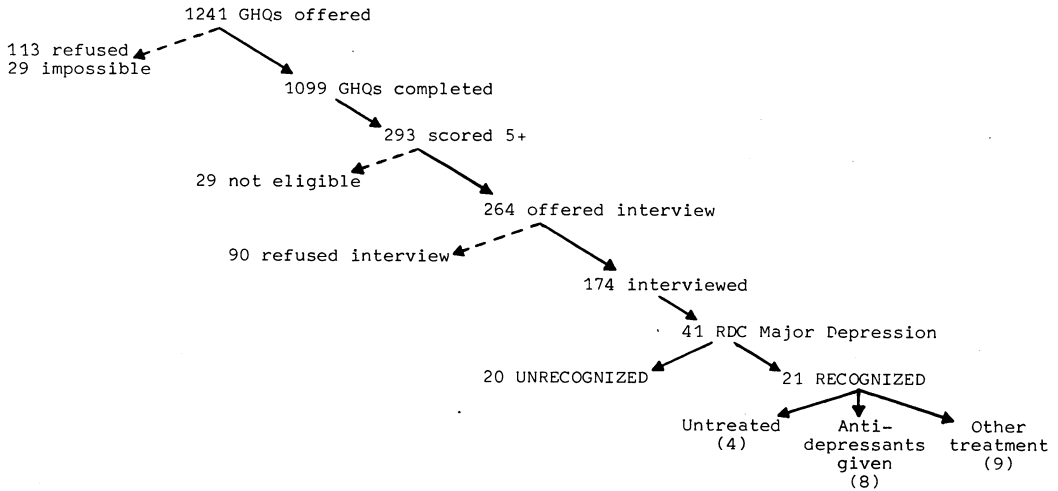 1241 GHQs offered
113 refused
29 impossible
1099 GHQs completed
293 scored 5+
29 not eligible
264 offered interview
90 refused interview
174 interviewed
41 RDC Major Depression
20 UNRECOGNIZED
21 RECOGNIZED
Untreated
(4)
Anti-
depressants
given
(8)
Other
treatment
(9)